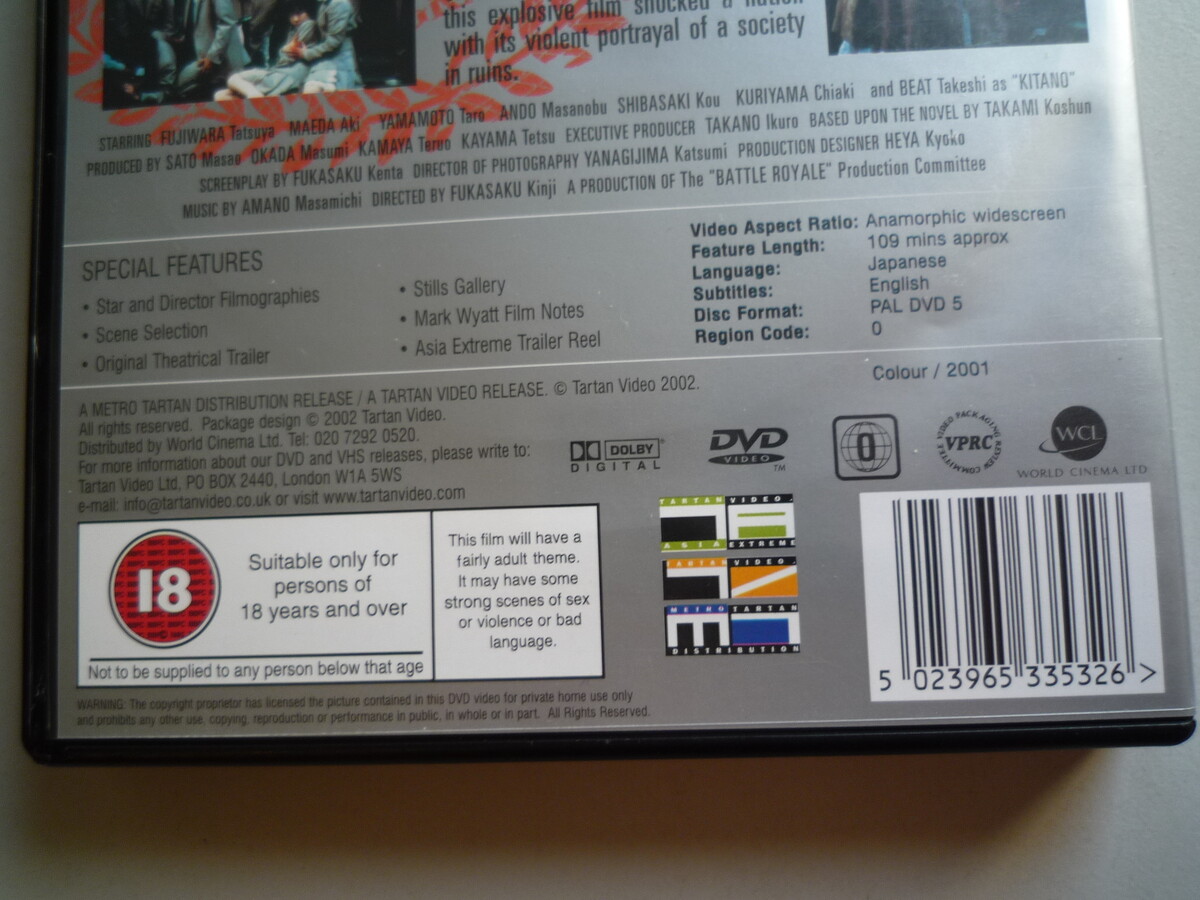 this explosive film shocked a nation
with its violent portrayal of a society
in ruins.
STARRING FUJIWARA Tatsuya MAEDA Aki YAMAMOTO Taro ANDO Masanobu SHIBASAKI Kou KURIYAMA Chiaki and BEAT Takeshi as "KITANO"
PRODUCED BY SATO Masao OKADA Masumi KAMAYA Teruo KAYAMA Tetsu EXECUTIVE PRODUCER TAKANO Ikuro BASED UPON THE NOVEL BY TAKAMI Koshun
SCREENPLAY BY FUKASAKU Kenta DIRECTOR OF PHOTOGRAPHY YANAGIJIMA Katsumi PRODUCTION DESIGNER HEYA Kyoko
MUSIC BY AMANO Masamichi DIRECTED BY FUKASAKU Kinji A PRODUCTION OF The "BATTLE ROYALE" Production Committee
SPECIAL FEATURES
• Star and Director Filmographies
• Scene Selection
• Original Theatrical Trailer
• Stills Gallery
• Mark Wyatt Film Notes
• Asia Extreme Trailer Reel
Video Aspect Ratio: Anamorphic widescreen
Feature Length: 109 mins approx
Language: Japanese
Subtitles: English
Disc Format: PAL DVD 5
Region Code: 0
Colour / 2001
A METRO TARTAN DISTRIBUTION RELEASE / A TARTAN VIDEO RELEASE. © Tartan Video 2002.
All rights reserved. Package design © 2002 Tartan Video.
Distributed by World Cinema Ltd. Tel: 020 7292 0520.
For more information about our DVD and VHS releases, please write to:
Tartan Video Ltd, PO BOX 2440, London W1A 5WS
e-mail: info@tartanvideo.co.uk or visit www.tartanvideo.com
DOLBY
DIGITAL
DVD
VIDEO
TM
0
VIDEO PACKAGING REVIEW COMMITTEE
VPRC
WCL
WORLD CINEMA LTD
18
Suitable only for
persons of
18 years and over
Not to be supplied to any person below that age
This film will have a
fairly adult theme.
It may have some
strong scenes of sex
or violence or bad
language.
TARTAN VIDEO.
ASIA EXTREME
TARTAN VIDEO.
METRO TARTAN
DISTRIBUTION
5 023965 335326 >
WARNING: The copyright proprietor has licensed the picture contained in this DVD video for private home use only
and prohibits any other use, copying, reproduction or performance in public, in whole or in part. All Rights Reserved.